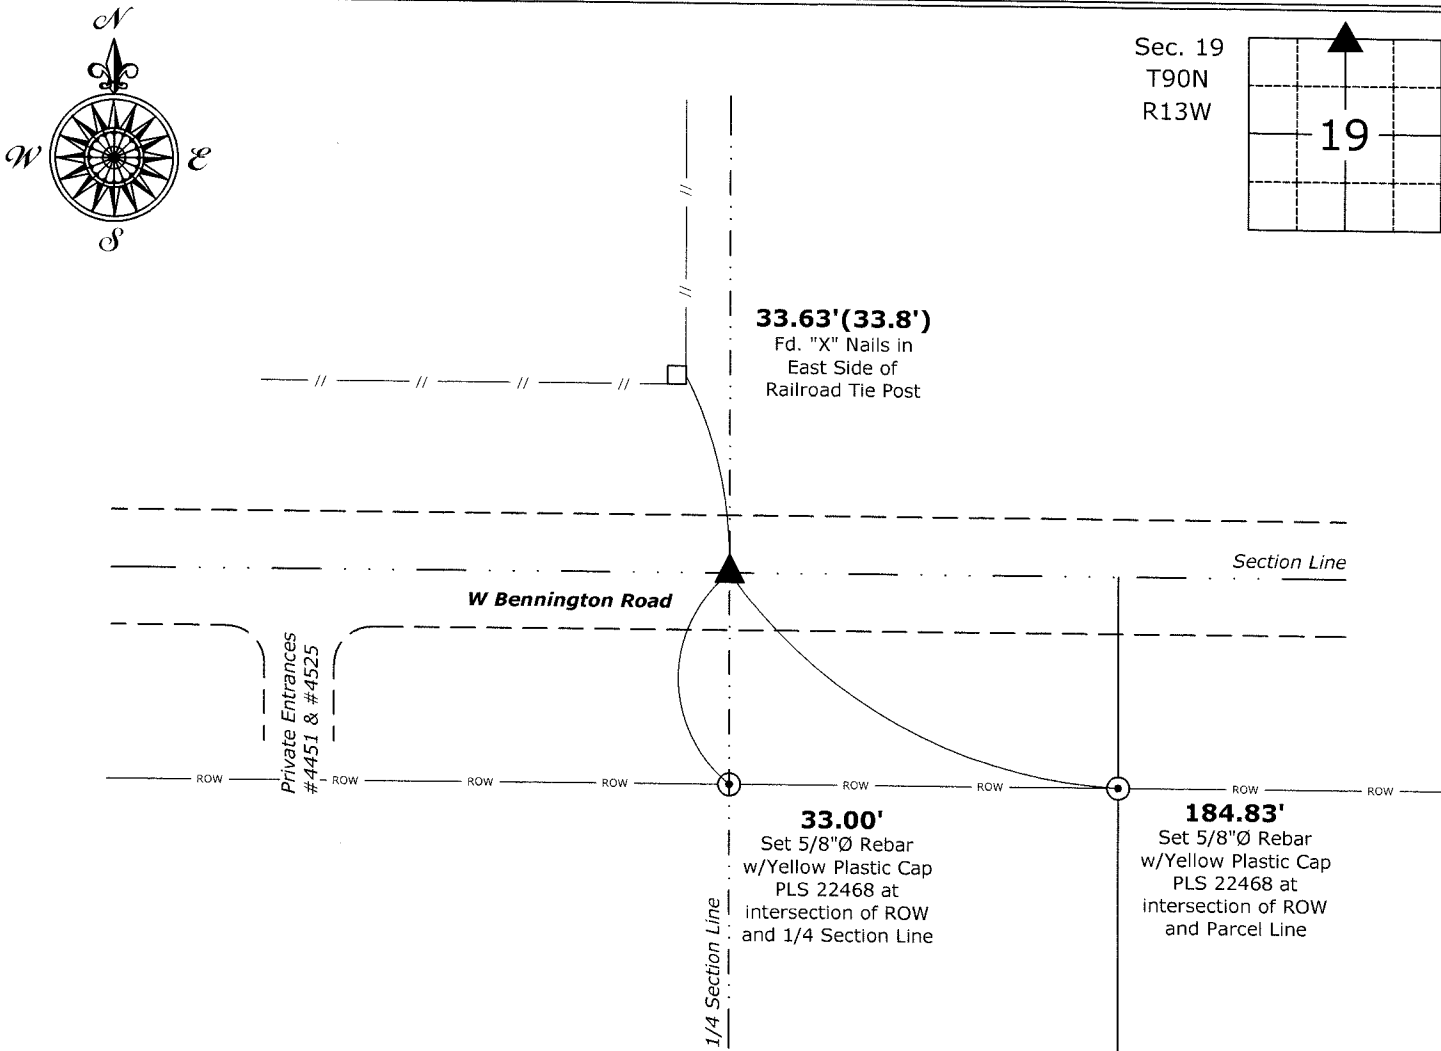 N
W
E
S
Sec. 19
T90N
R13W
19
//
//
33.63'(33.8')
Fd. "X" Nails in
East Side of
Railroad Tie Post
// // // //
Section Line
W Bennington Road
Private Entrances
#4451 & #4525
ROW ROW ROW ROW ROW ROW ROW ROW
33.00'
Set 5/8"Ø Rebar
w/Yellow Plastic Cap
PLS 22468 at
intersection of ROW
and 1/4 Section Line
184.83'
Set 5/8"Ø Rebar
w/Yellow Plastic Cap
PLS 22468 at
intersection of ROW
and Parcel Line
1/4 Section Line